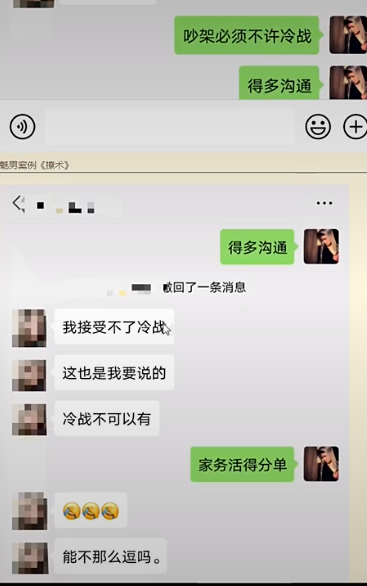 吵架必须不许冷战
得多沟通
魅男案例《撩术》
得多沟通
撤回了一条消息
我接受不了冷战
这也是我要说的
冷战不可以有
家务活得分单
能不那么逗吗。